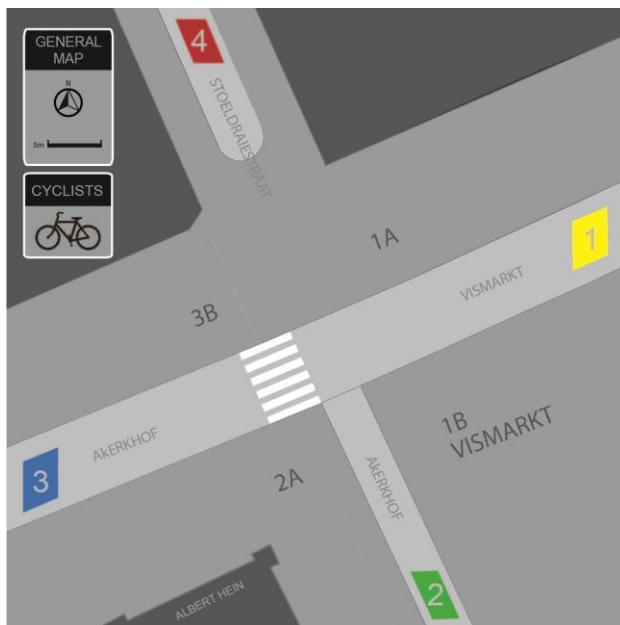 GENERAL
MAP
N
5m
CYCLISTS
4
STOELDRAIESTRAAT
1A
1
VISMARKT
3B
AkERKHOF
3
1B
VISMARKT
2A
AkERKHOF
2
ALBERT HEIN